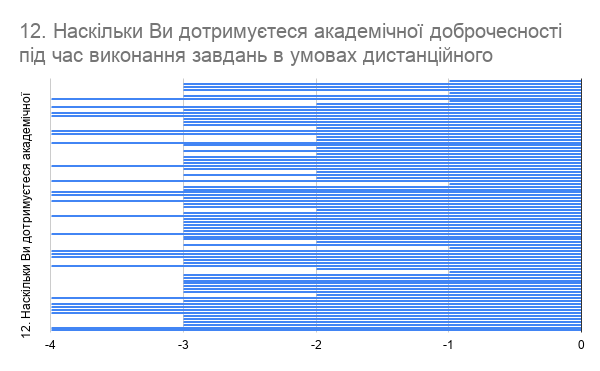 12. Наскільки Ви дотримуєтеся академічної доброчесності
під час виконання завдань в умовах дистанційного
12. Наскільки Ви дотримуєтеся академічної
-4
-3
-2
-1
0